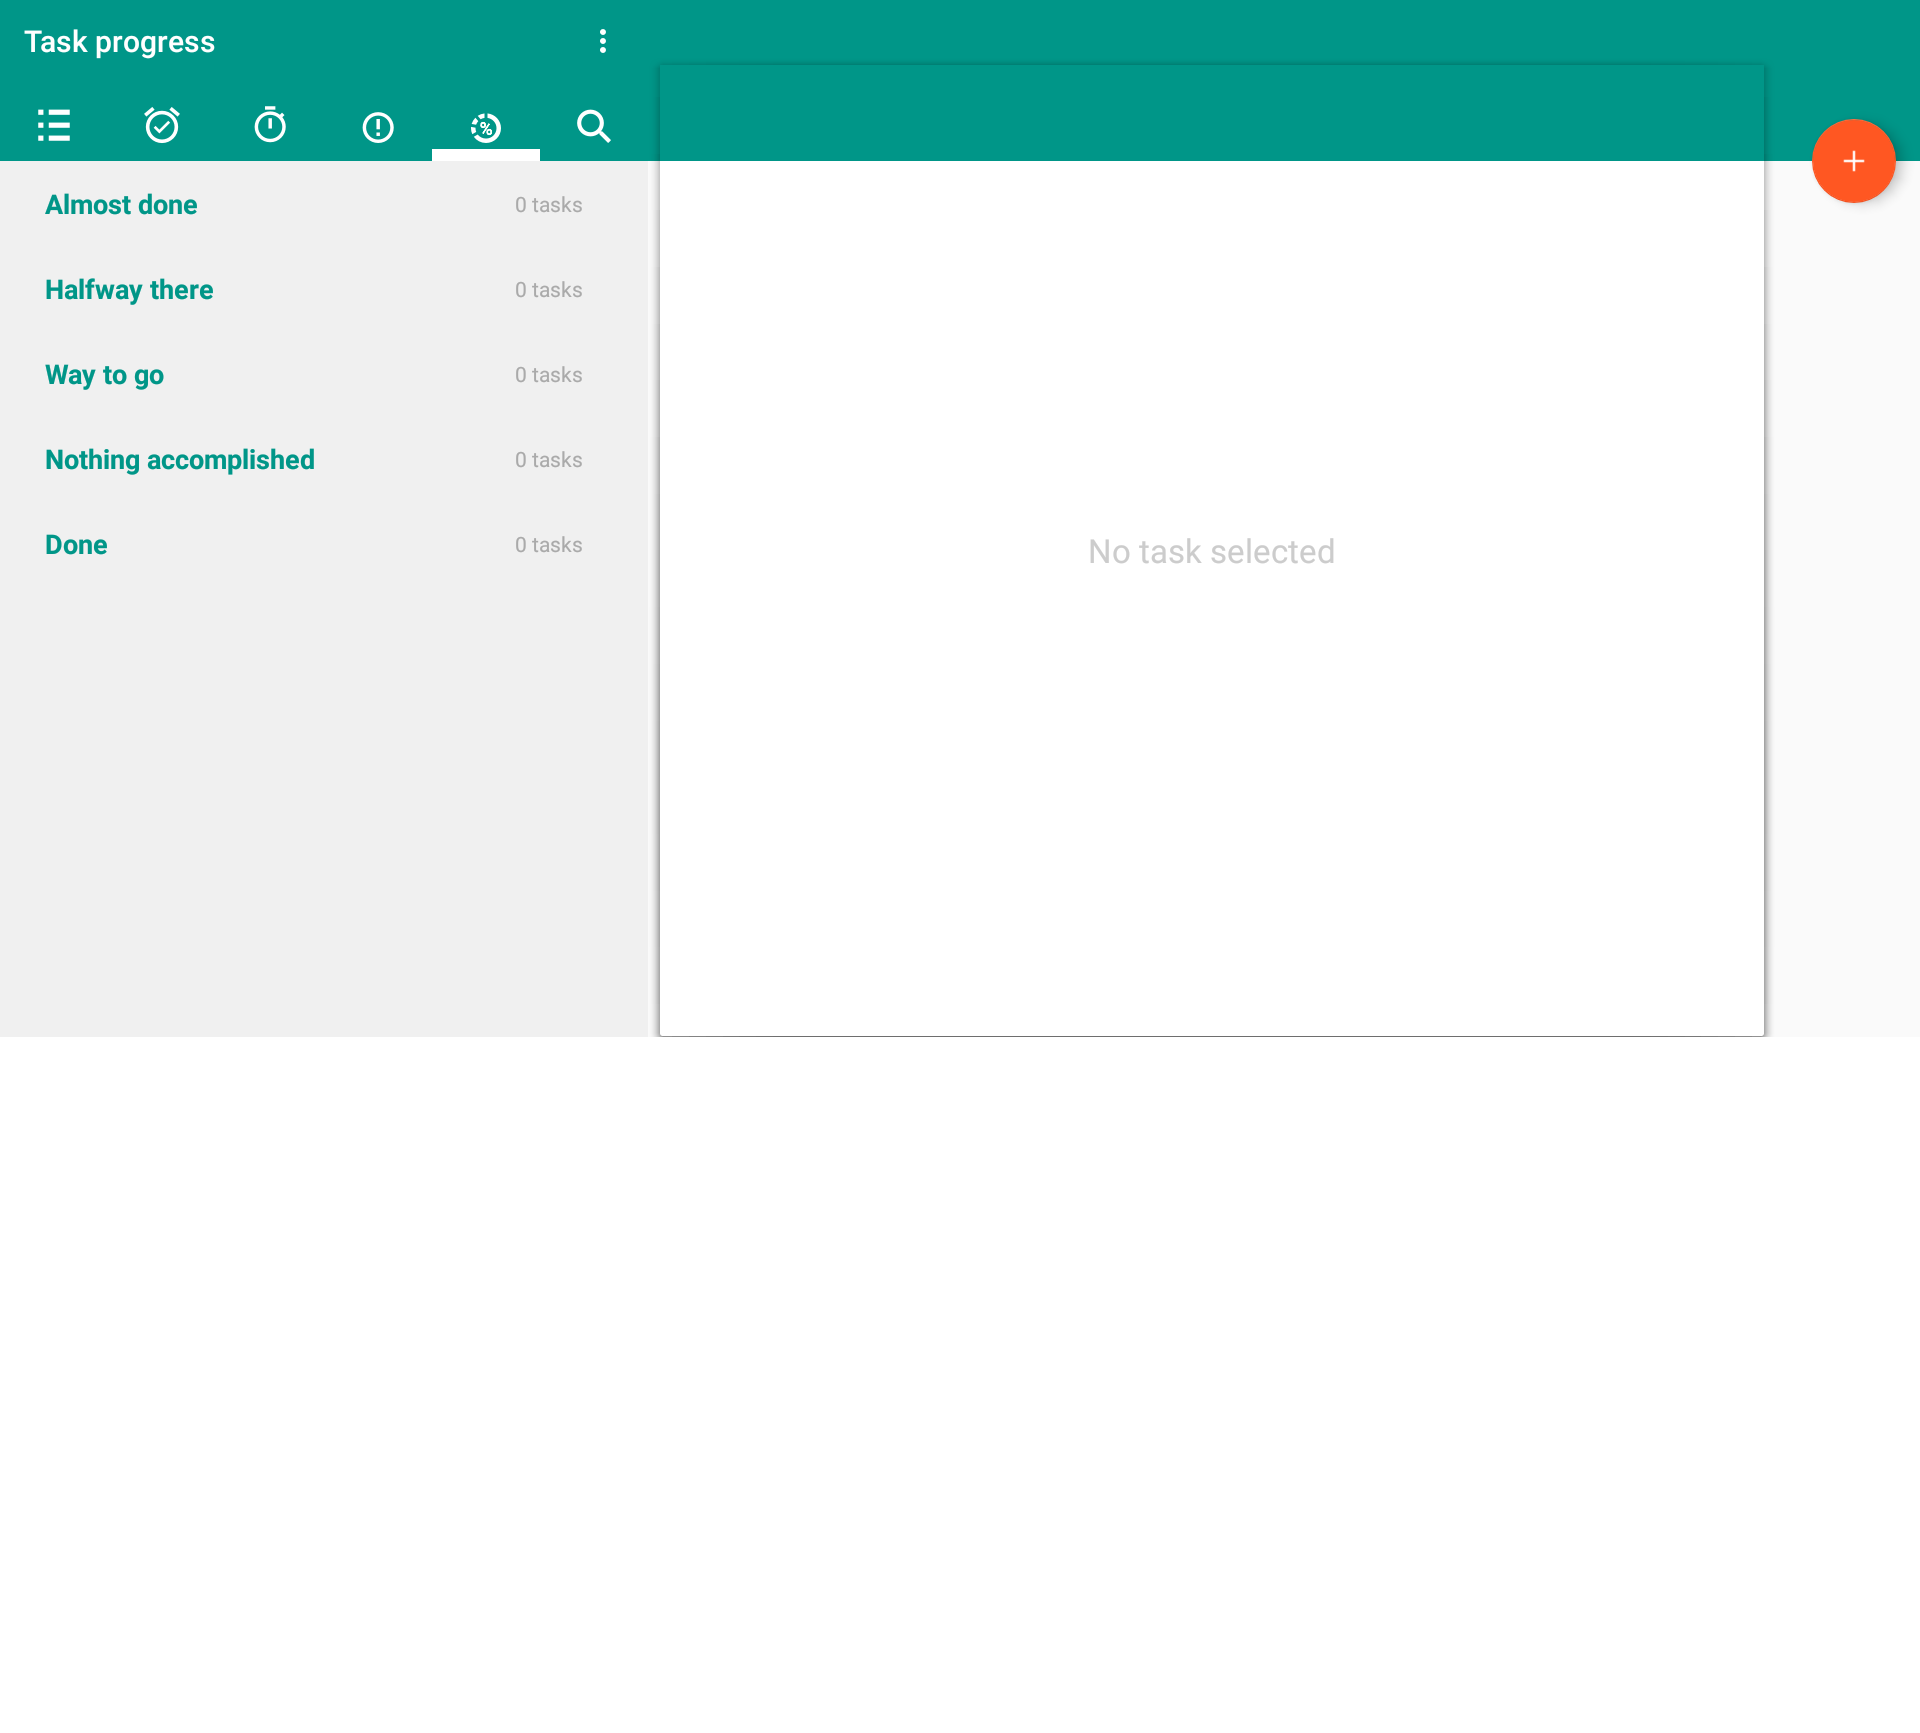 Task progress
Almost done 0 tasks
Halfway there 0 tasks
Way to go 0 tasks
Nothing accomplished 0 tasks
Done 0 tasks
No task selected